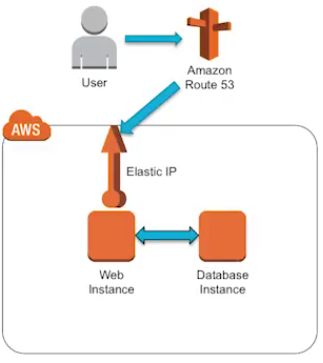 User
Amazon
Route 53
AWS
Elastic IP
Web
Instance
Database
Instance